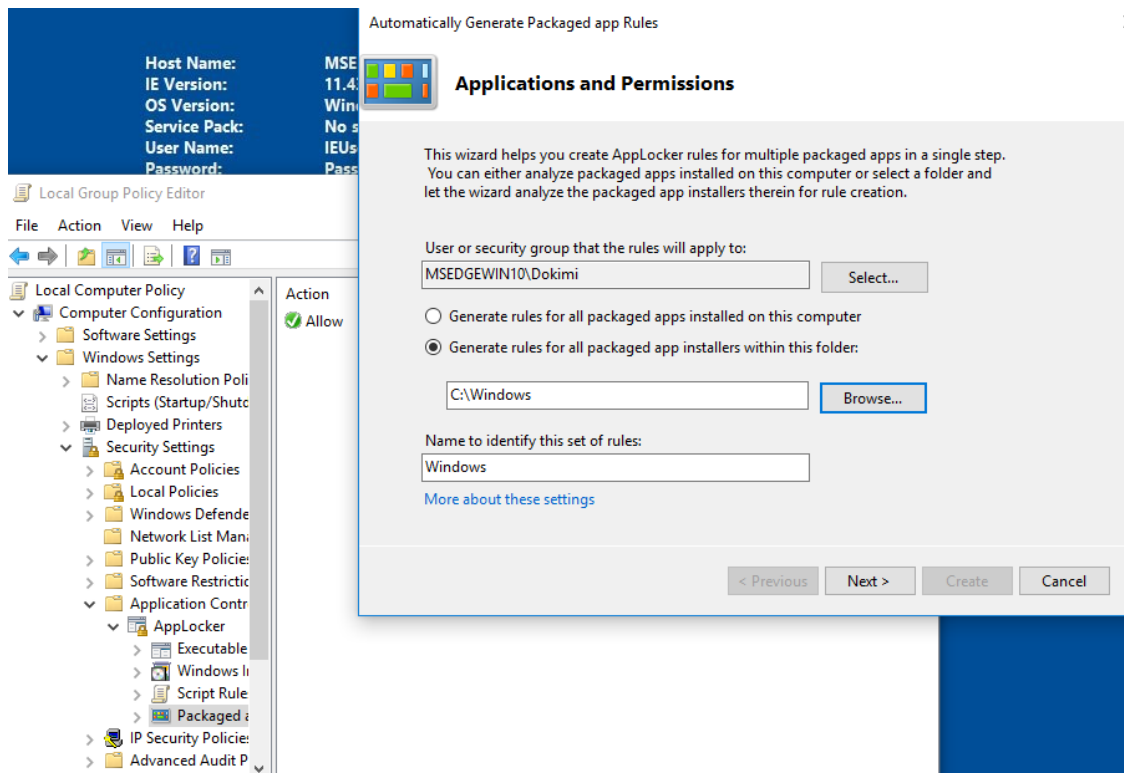 Host Name: MSE
IE Version: 11.4
OS Version: Win
Service Pack: No s
User Name: IEUs
Password: Pass
Local Group Policy Editor
File Action View Help
Local Computer Policy
Computer Configuration
Software Settings
Windows Settings
Name Resolution Poli
Scripts (Startup/Shutd
Deployed Printers
Security Settings
Account Policies
Local Policies
Windows Defende
Network List Mana
Public Key Policies
Software Restrictic
Application Contr
AppLocker
Executable
Windows In
Script Rule
Packaged a
IP Security Policies
Advanced Audit P
Action
Allow
Automatically Generate Packaged app Rules
Applications and Permissions
This wizard helps you create AppLocker rules for multiple packaged apps in a single step.
You can either analyze packaged apps installed on this computer or select a folder and
let the wizard analyze the packaged app installers therein for rule creation.
User or security group that the rules will apply to:
MSEDGEWIN10\Dokimi
Select...
Generate rules for all packaged apps installed on this computer
Generate rules for all packaged app installers within this folder:
C:\Windows
Browse...
Name to identify this set of rules:
Windows
More about these settings
< Previous Next > Create Cancel